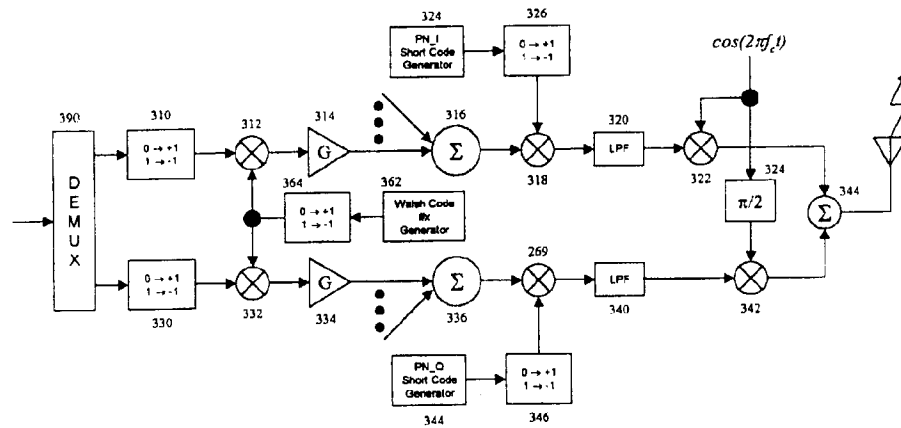 324
326
PN_I
Short Code
Generator
0 → +1
1 → -1
cos(2πf_c t)
390
310
314
316
320
312
DEMUX
0 → +1
1 → -1
G
Σ
318
LPF
322
324
π/2
344
Σ
364
362
0 → +1
1 → -1
Walsh Code
#x
Generator
269
0 → +1
1 → -1
G
Σ
LPF
330
332
334
336
340
342
PN_Q
Short Code
Generator
0 → +1
1 → -1
344
346